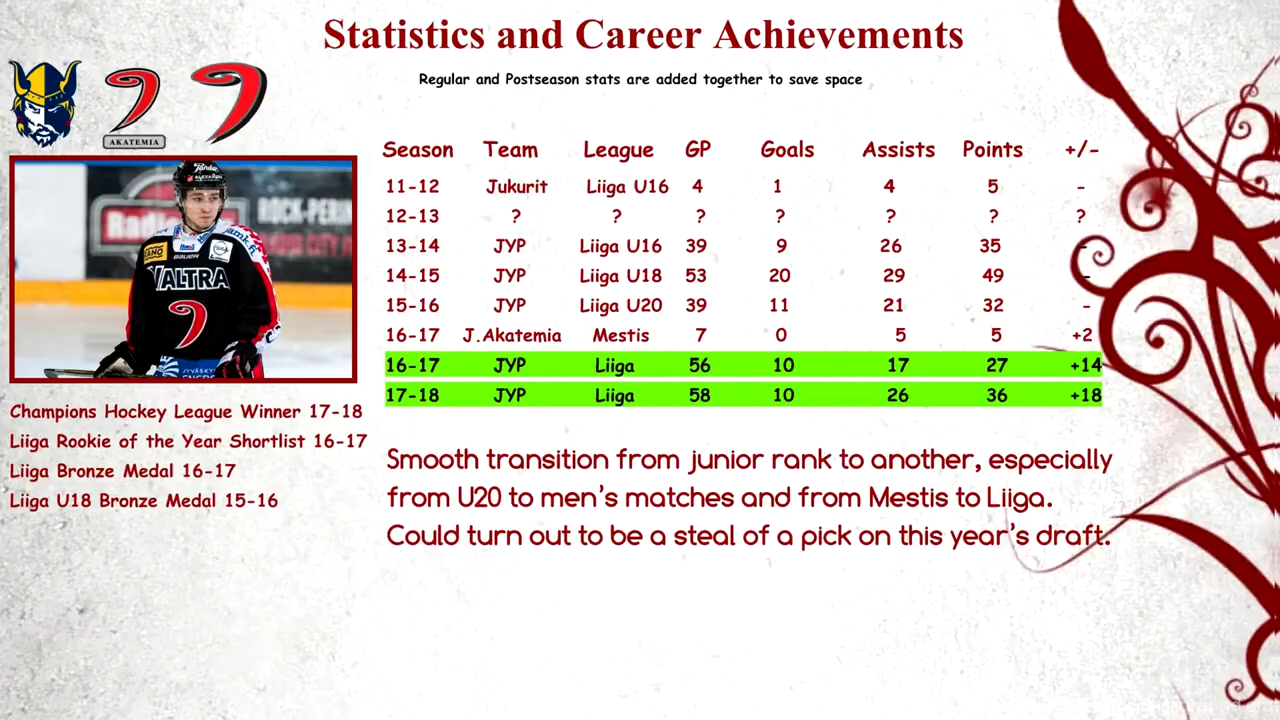 Statistics and Career Achievements
Regular and Postseason stats are added together to save space
AKATEMIA
Season Team League GP Goals Assists Points +/-
11-12 Jukurit Liiga U16 4 1 4 5 -
12-13 ? ? ? ? ? ? ?
13-14 JYP Liiga U16 39 9 26 35 -
14-15 JYP Liiga U18 53 20 29 49 -
15-16 JYP Liiga U20 39 11 21 32 -
16-17 J.Akatemia Mestis 7 0 5 5 +2
16-17 JYP Liiga 56 10 17 27 +14
17-18 JYP Liiga 58 10 26 36 +18
ROCK-PERI
BAUER
VALTRA
JYVÄSKY
ENERG
Champions Hockey League Winner 17-18
Liiga Rookie of the Year Shortlist 16-17
Liiga Bronze Medal 16-17
Liiga U18 Bronze Medal 15-16
Smooth transition from junior rank to another, especially
from U20 to men's matches and from Mestis to Liiga.
Could turn out to be a steal of a pick on this year's draft.